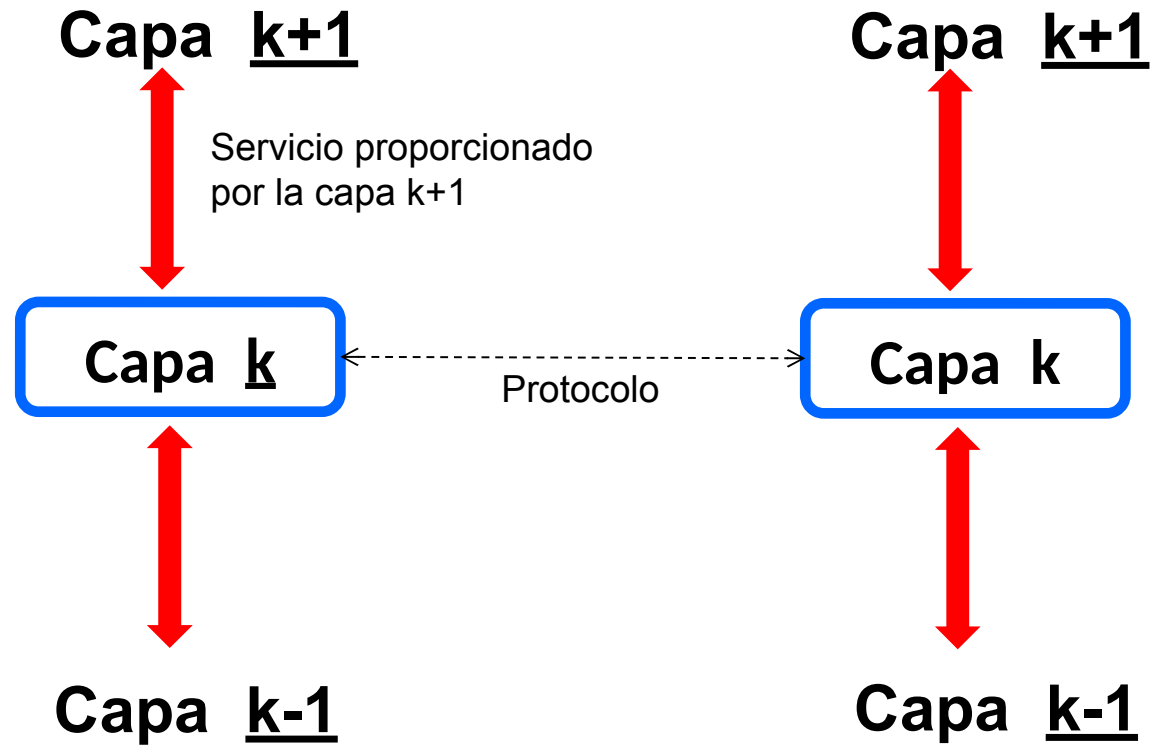 Capa k+1
Capa k+1
Servicio proporcionado
por la capa k+1
Capa k
Protocolo
Capa k
Capa k-1
Capa k-1